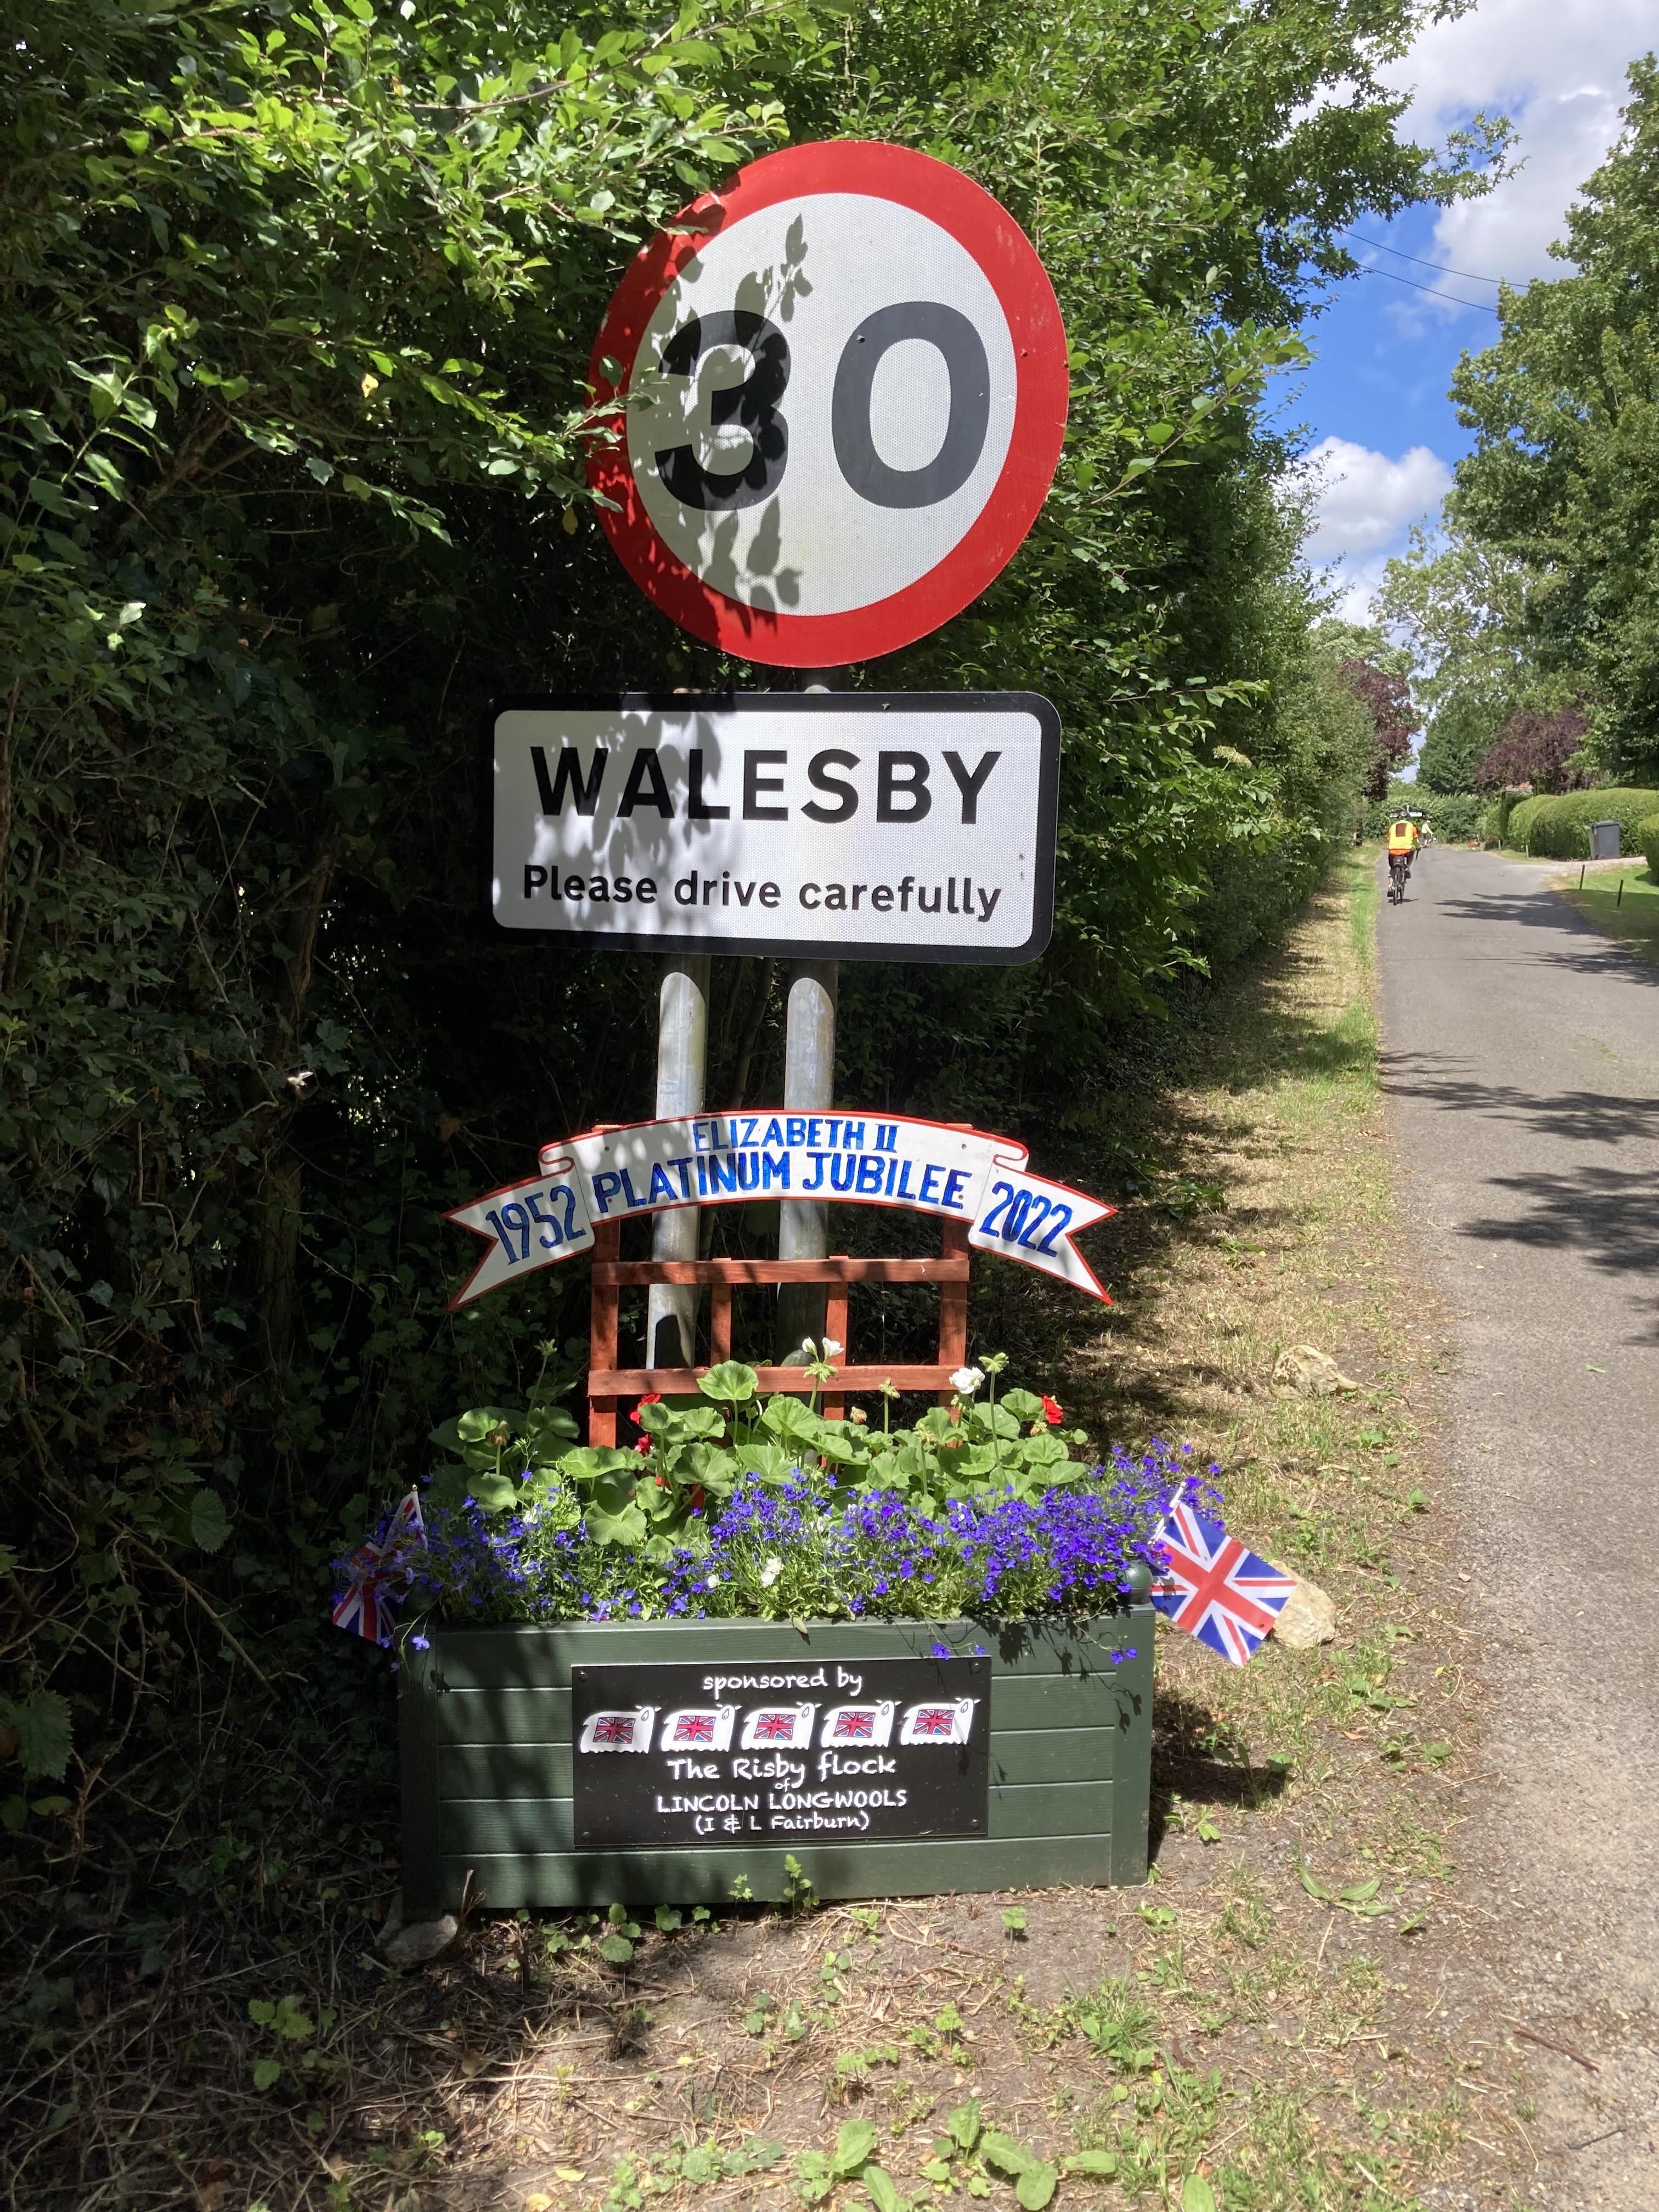 30
WALESBY
Please drive carefully
ELIZABETH II
1952 PLATINUM JUBILEE 2022
sponsored by
The Risby flock
of
LINCOLN LONGWOOLS
(I & L Fairburn)